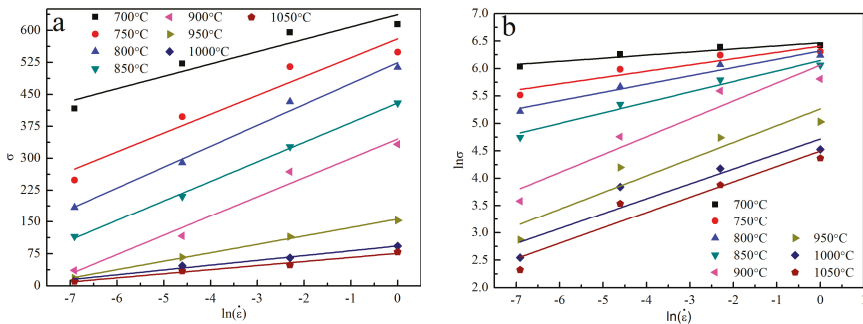 a
700°C 900°C 1050°C
750°C 950°C
800°C 1000°C
850°C
σ
600
525
450
375
300
225
150
75
0
-7 -6 -5 -4 -3 -2 -1 0
ln(ε̇)
b
lnσ
7.0
6.5
6.0
5.5
5.0
4.5
4.0
3.5
3.0
2.5
2.0
700°C
750°C
800°C 950°C
850°C 1000°C
900°C 1050°C
-7 -6 -5 -4 -3 -2 -1 0 1
ln(ε̇)